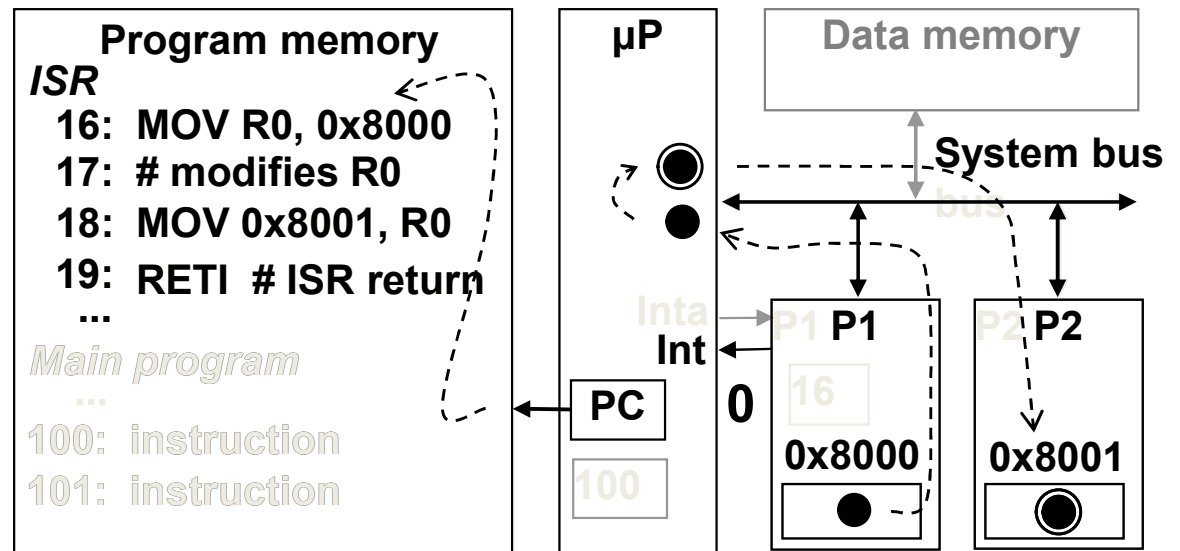 Program memory
ISR
16: MOV R0, 0x8000
17: # modifies R0
18: MOV 0x8001, R0
19: RETI # ISR return
...
Main program
...
100: instruction
101: instruction
µP
PC
100
Data memory
System bus
bus
Inta
Int
0
P1 P1
16
0x8000
P2 P2
0x8001